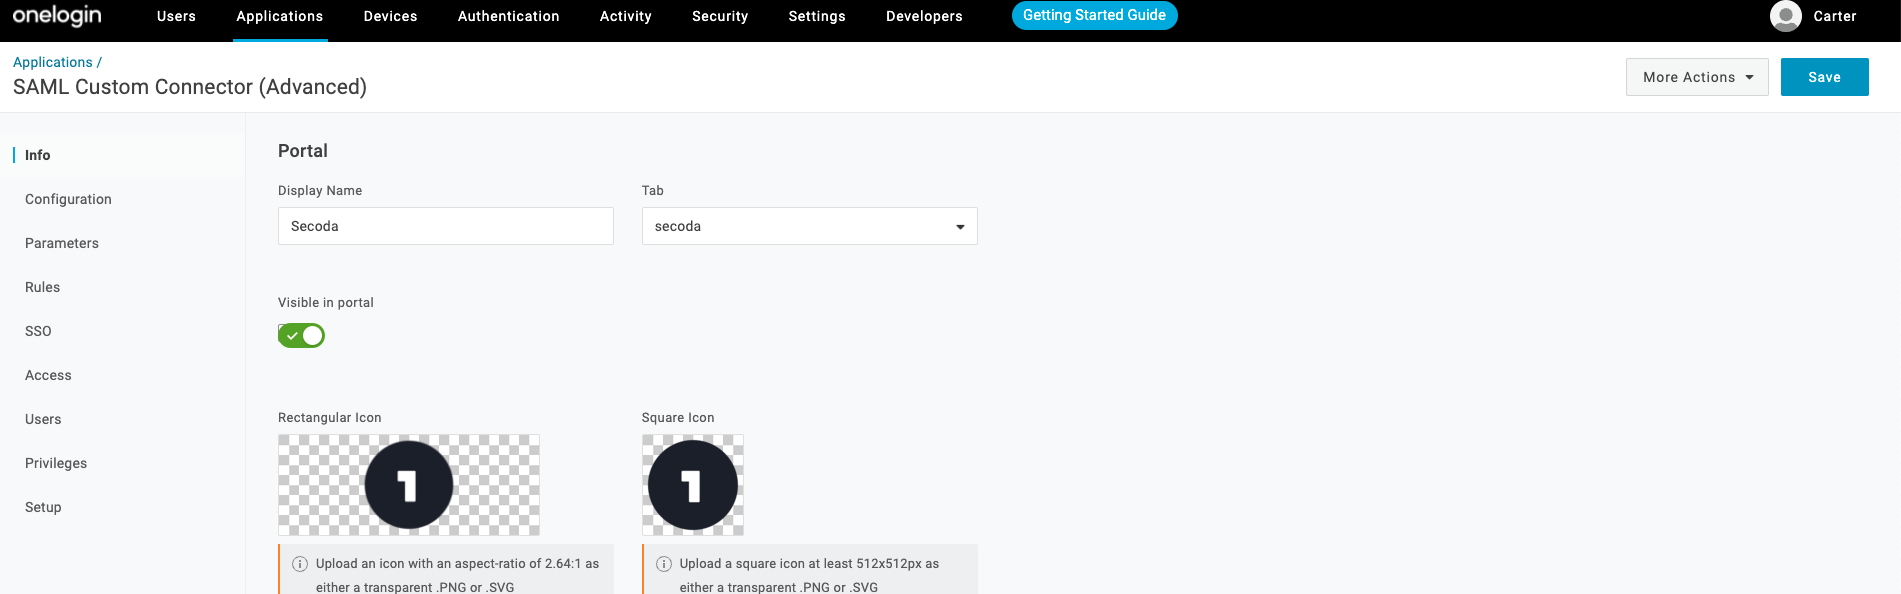 onelogin Users Applications Devices Authentication Activity Security Settings Developers Getting Started Guide Carter
Applications /
SAML Custom Connector (Advanced)
More Actions Save
Info
Configuration
Parameters
Rules
SSO
Access
Users
Privileges
Setup
Portal
Display Name Tab
Secoda secoda
Visible in portal
Rectangular Icon Square Icon
1 1
Upload an icon with an aspect-ratio of 2.64:1 as
either a transparent .PNG or .SVG
Upload a square icon at least 512x512px as
either a transparent .PNG or .SVG